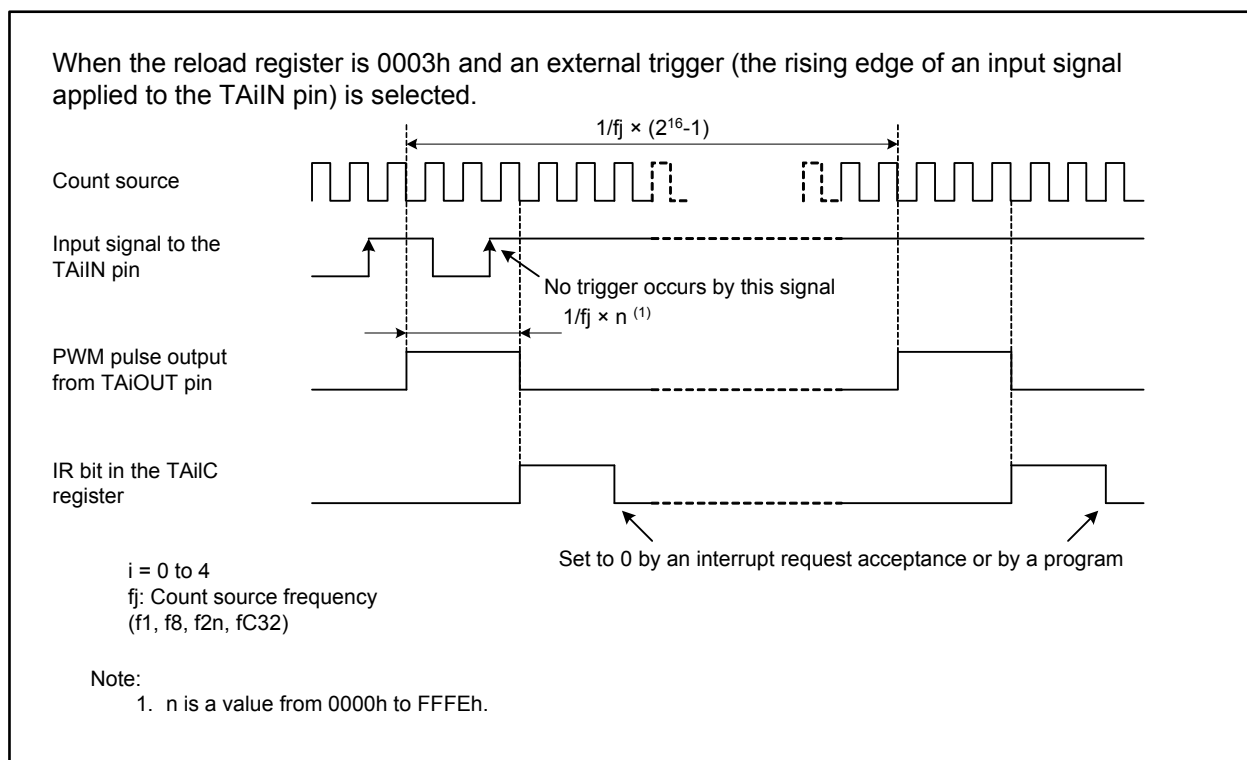 When the reload register is 0003h and an external trigger (the rising edge of an input signal
applied to the TAiIN pin) is selected.
1/fj × (2¹⁶-1)
Count source
Input signal to the
TAiIN pin
No trigger occurs by this signal
1/fj × n ⁽¹⁾
PWM pulse output
from TAiOUT pin
IR bit in the TAiIC
register
Set to 0 by an interrupt request acceptance or by a program
i = 0 to 4
fj: Count source frequency
(f1, f8, f2n, fC32)
Note:
1. n is a value from 0000h to FFFEh.